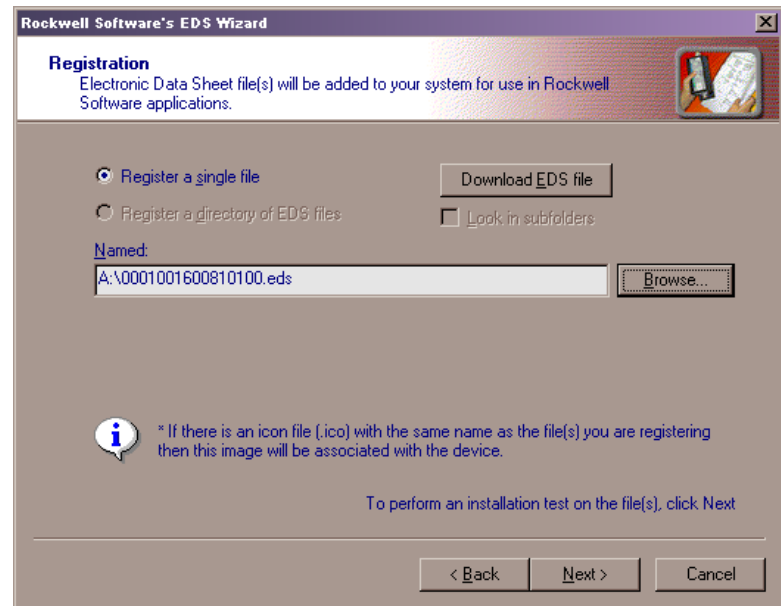 Rockwell Software's EDS Wizard
Registration
Electronic Data Sheet file(s) will be added to your system for use in Rockwell
Software applications.
Register a single file
Download EDS file
Register a directory of EDS files
Look in subfolders
Named:
A:\0001001600810100.eds
Browse...
* If there is an icon file (.ico) with the same name as the file(s) you are registering
then this image will be associated with the device.
To perform an installation test on the file(s), click Next
< Back
Next >
Cancel